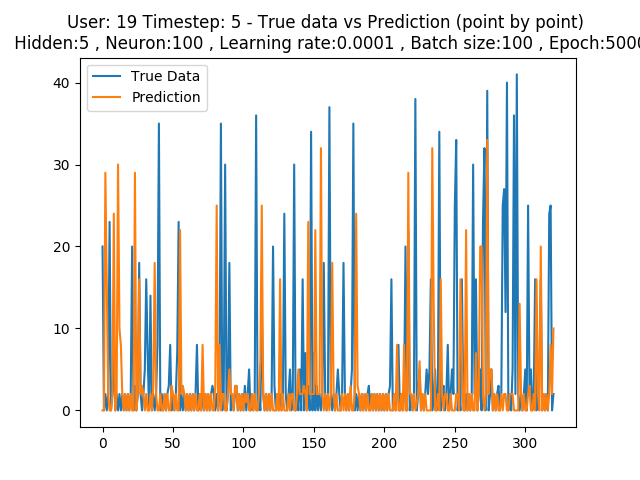 User: 19 Timestep: 5 - True data vs Prediction (point by point)
Hidden:5 , Neuron:100 , Learning rate:0.0001 , Batch size:100 , Epoch:5000
True Data
Prediction
40
30
20
10
0
0 50 100 150 200 250 300